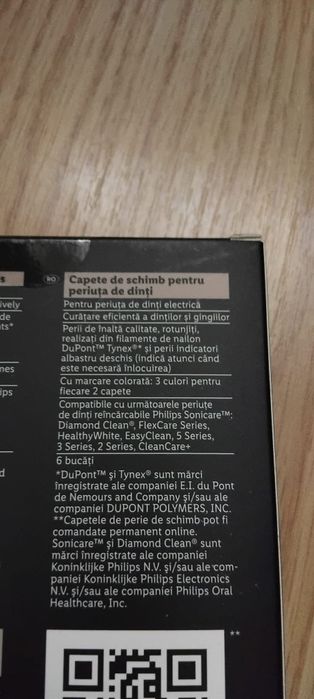 RO
Capete de schimb pentru
periuța de dinți
Pentru periuța de dinți electrică
Curățare eficientă a dinților și gingiilor
Perii de înaltă calitate, rotunjiți,
realizați din filamente de nailon
DuPont™ Tynex®* și perii indicatori
albastru deschis (indică atunci când
este necesară înlocuirea)
Cu marcare colorată: 3 culori pentru
fiecare 2 capete
Compatibile cu următoarele periuțe
de dinți reîncărcabile Philips Sonicare™:
Diamond Clean®, FlexCare Series,
HealthyWhite, EasyClean, 5 Series,
3 Series, 2 Series, CleanCare+
6 bucăți
*DuPont™ și Tynex® sunt mărci
înregistrate ale companiei E.I. du Pont
de Nemours and Company și/sau ale
companiei DUPONT POLYMERS, INC.
**Capetele de perie de schimb pot fi
comandate permanent online.
Sonicare™ și Diamond Clean® sunt
mărci înregistrate ale companiei
Koninklijke Philips N.V. și/sau ale com-
paniei Koninklijke Philips Electronics
N.V. și/sau ale companiei Philips Oral
Healthcare, Inc.
**